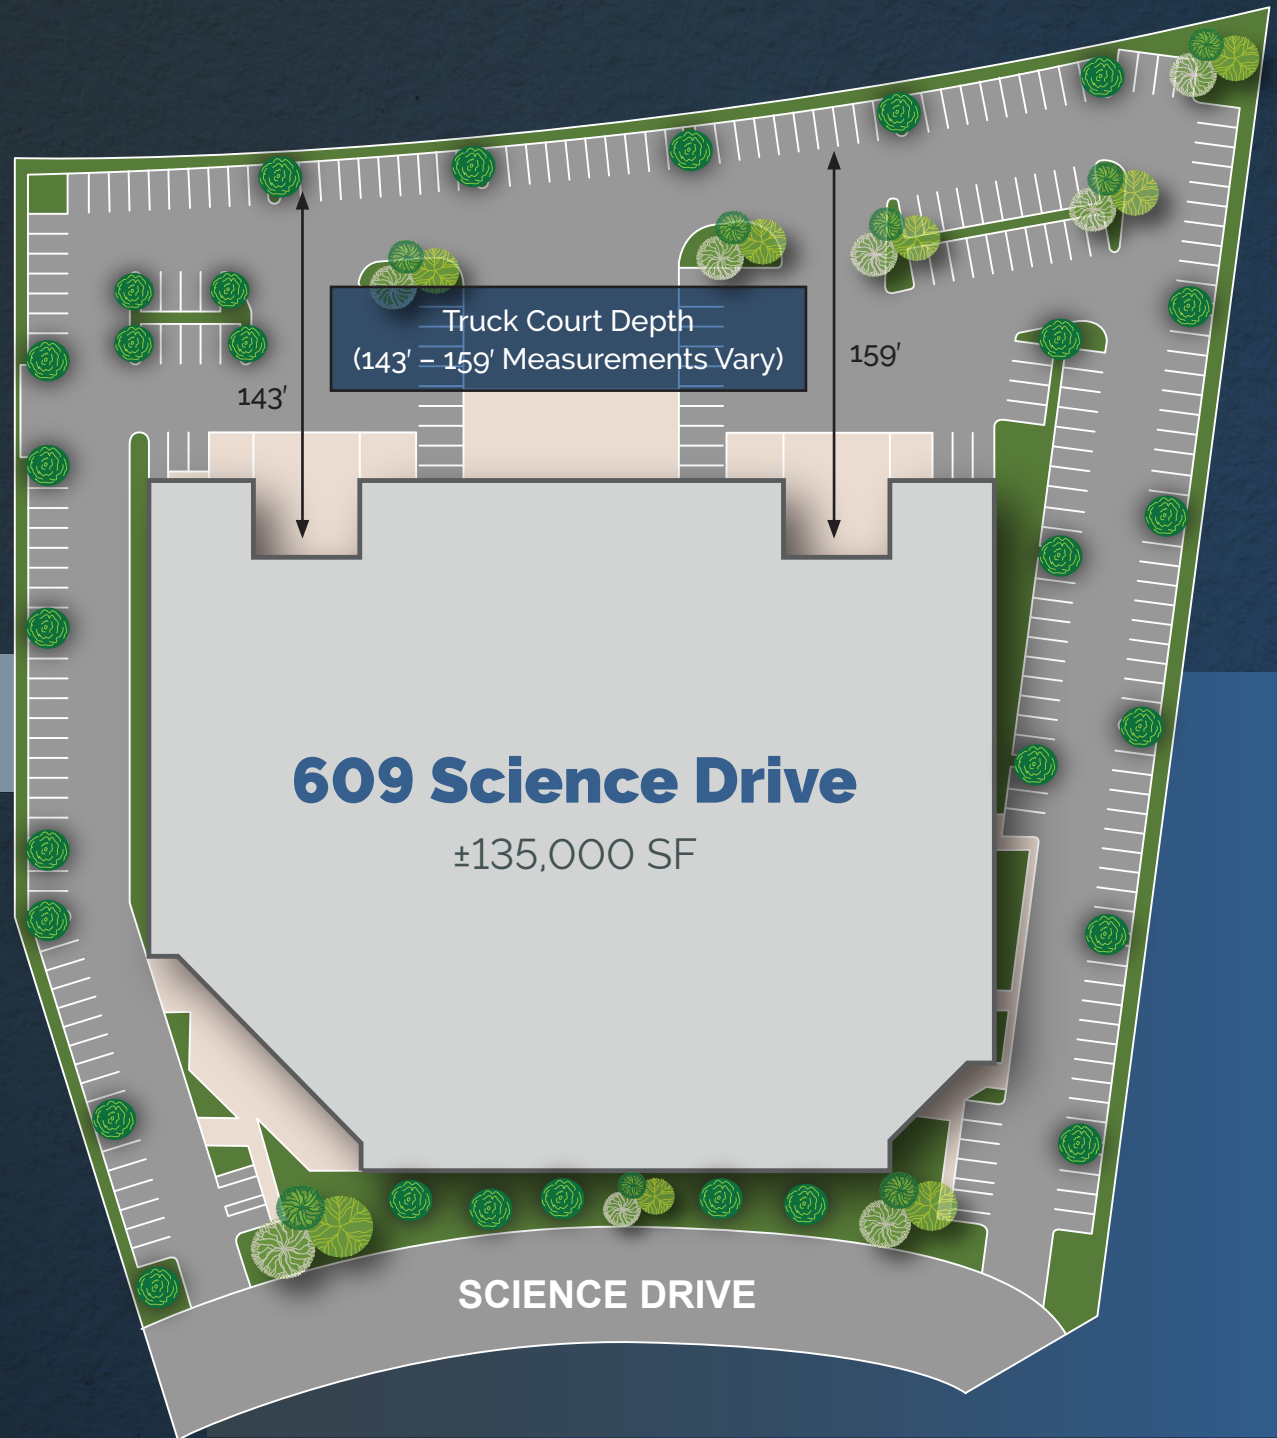 Truck Court Depth
(143' – 159' Measurements Vary)
143'
159'
609 Science Drive
±135,000 SF
SCIENCE DRIVE